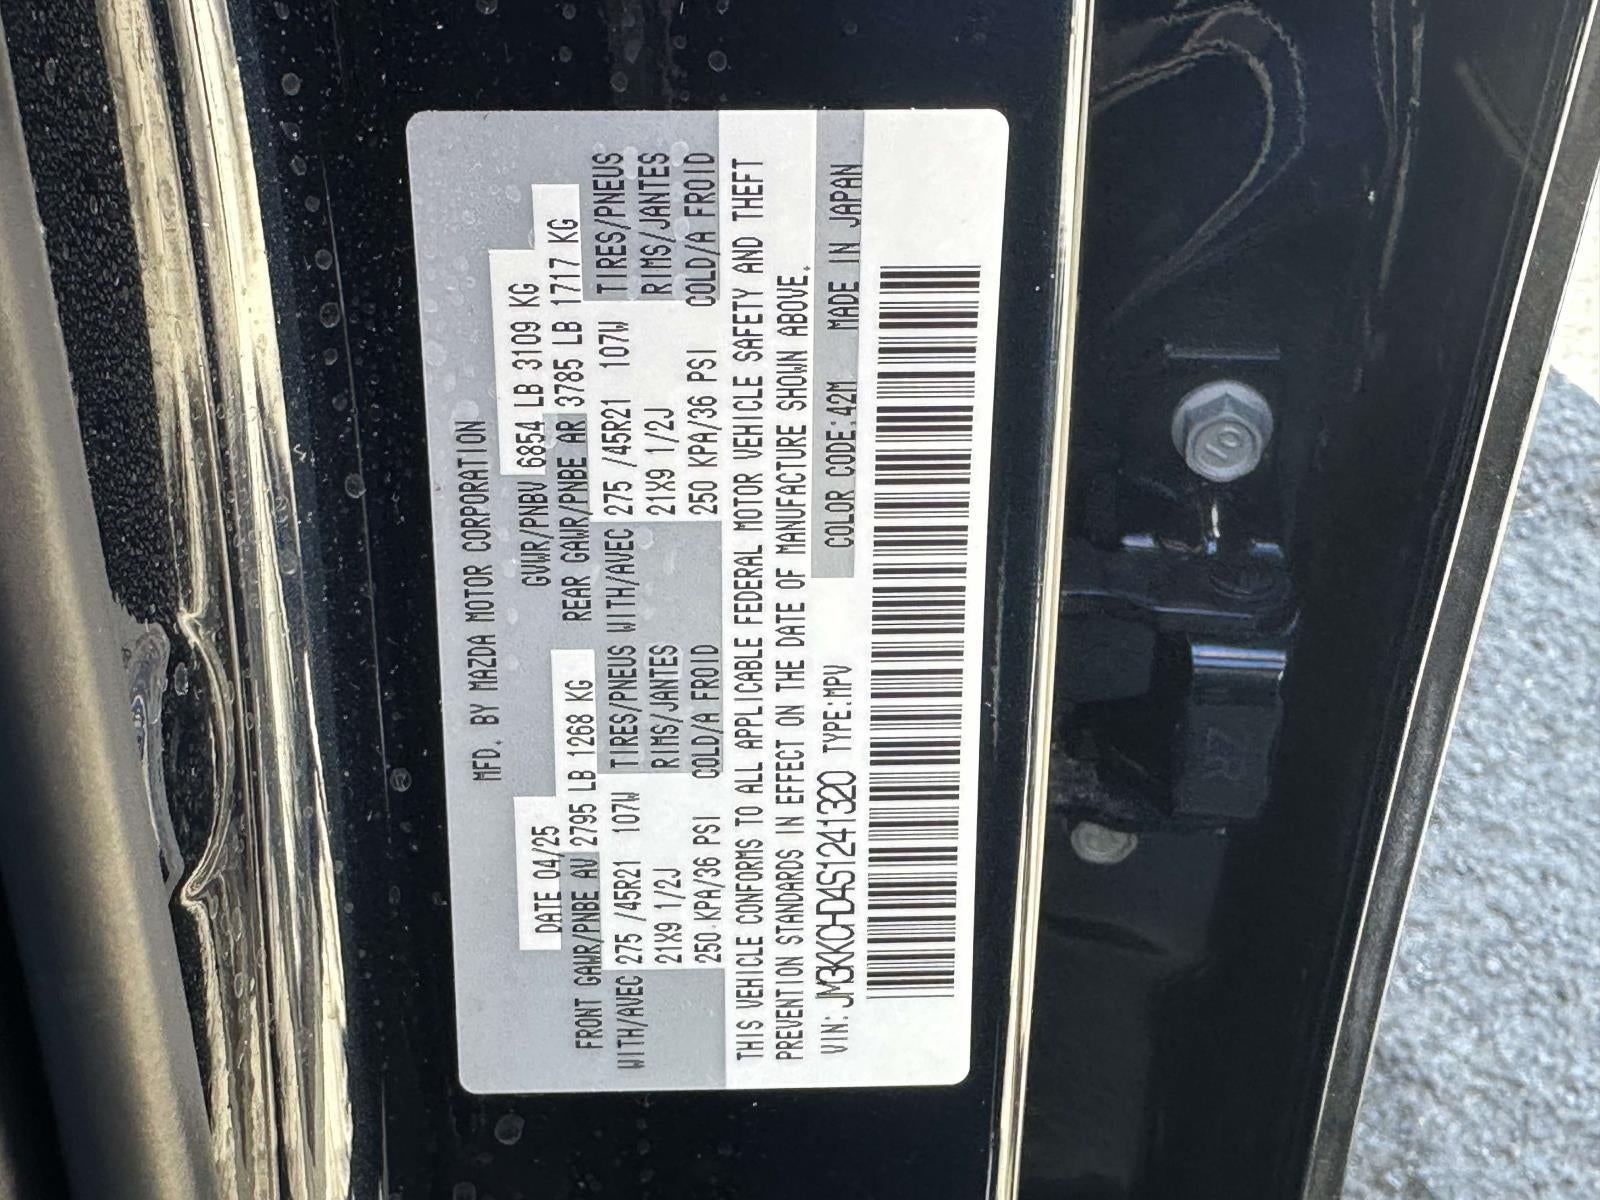 MFD. BY MAZDA MOTOR CORPORATION
DATE 04/25 GVWR/PNBV 6854 LB 3109 KG
FRONT GAWR/PNBE AV 2795 LB 1268 KG REAR GAWR/PNBE AR 3785 LB 1717 KG
WITH/AVEC 275 /45R21 107W TIRES/PNEUS WITH/AVEC 275 /45R21 107W TIRES/PNEUS
21X9 1/2J RIMS/JANTES 21X9 1/2J RIMS/JANTES
250 KPA/36 PSI COLD/A FROID 250 KPA/36 PSI COLD/A FROID
THIS VEHICLE CONFORMS TO ALL APPLICABLE FEDERAL MOTOR VEHICLE SAFETY AND THEFT
PREVENTION STANDARDS IN EFFECT ON THE DATE OF MANUFACTURE SHOWN ABOVE.
VIN: JM3KKCHD4S1241320 TYPE:MPV COLOR CODE:42M MADE IN JAPAN